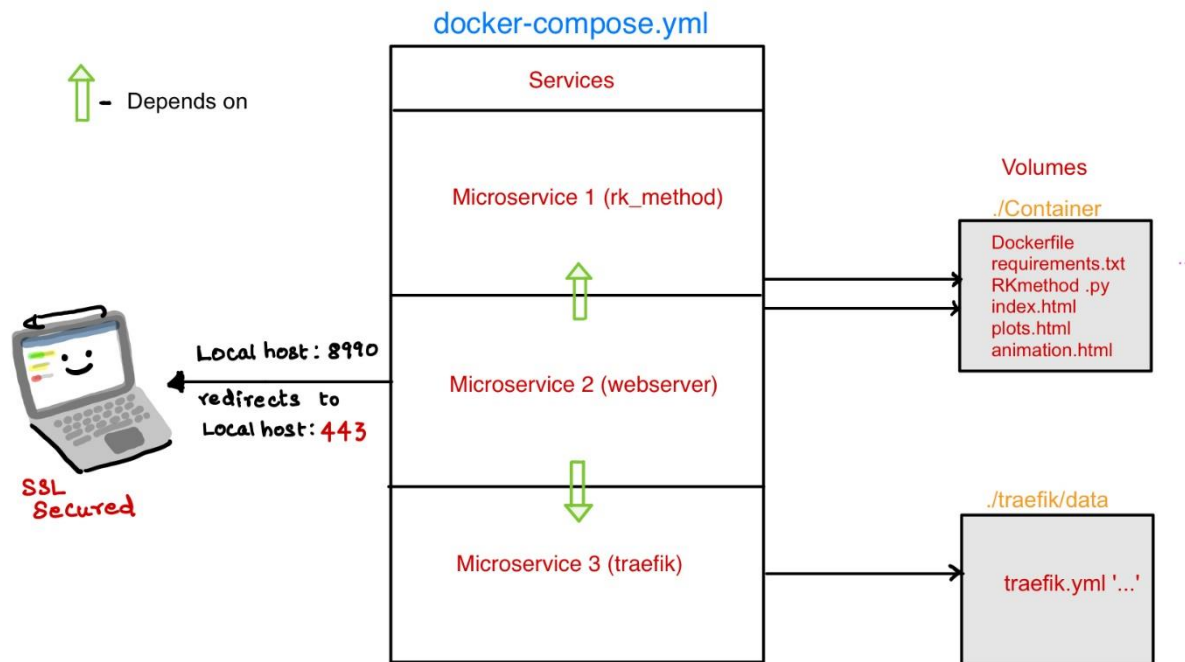 docker-compose.yml
- Depends on
Services
Microservice 1 (rk_method)
Volumes
./Container
Dockerfile
requirements.txt
RKmethod .py
index.html
plots.html
animation.html
Local host: 8990
redirects to
Local host: 443
SSL
Secured
Microservice 2 (webserver)
Microservice 3 (traefik)
./traefik/data
traefik.yml '...'